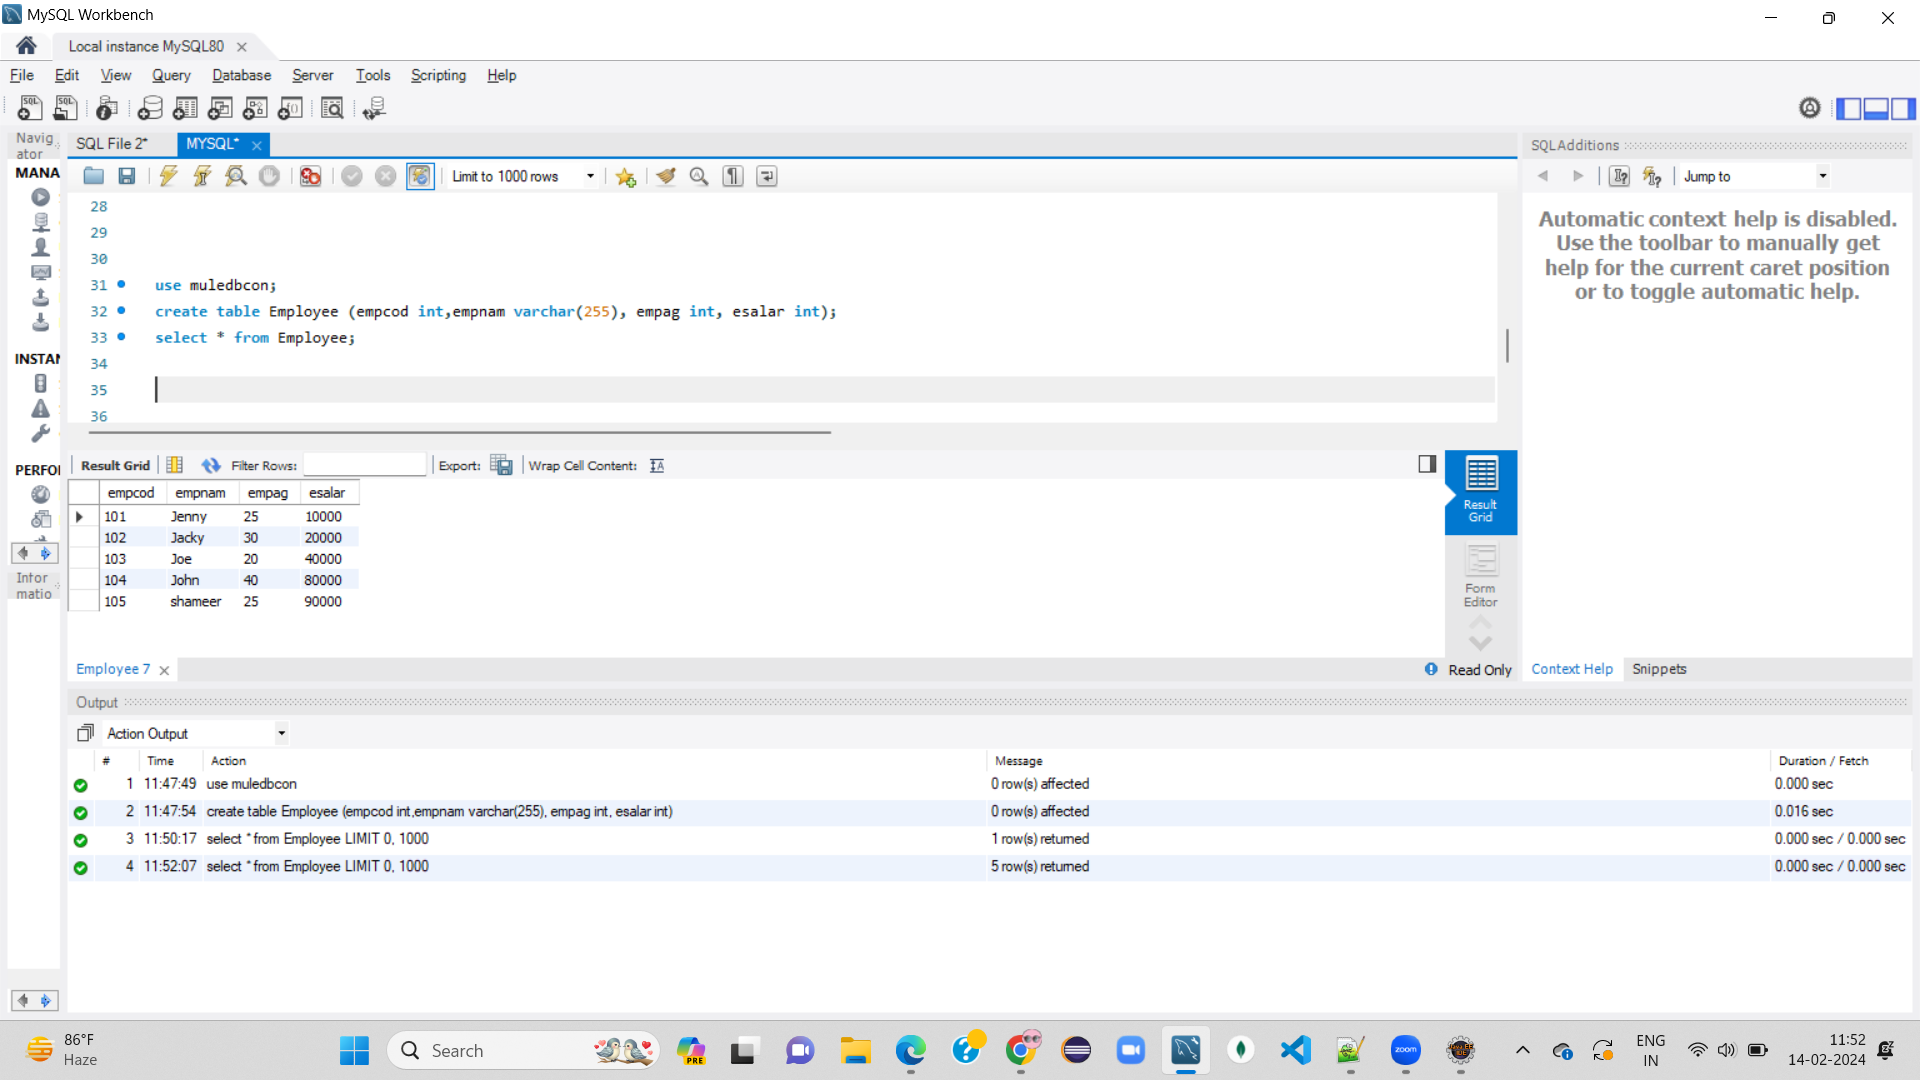 MySQL Workbench
Local instance MySQL80
File Edit View Query Database Server Tools Scripting Help
Navig
ator
SQL File 2*
MYSQL*
SQLAdditions
MANA
Limit to 1000 rows
Jump to
28
29
30
31 use muledbcon;
32 create table Employee (empcod int,empnam varchar(255), empag int, esalar int);
33 select * from Employee;
34
35
36
Automatic context help is disabled.
Use the toolbar to manually get
help for the current caret position
or to toggle automatic help.
INSTAN
PERFO
Infor
matio
Result Grid Filter Rows: Export: Wrap Cell Content:
empcod empnam empag esalar
101 Jenny 25 10000
102 Jacky 30 20000
103 Joe 20 40000
104 John 40 80000
105 shameer 25 90000
Result
Grid
Form
Editor
Employee 7
Read Only
Context Help Snippets
Output
Action Output
# Time Action Message Duration / Fetch
1 11:47:49 use muledbcon 0 row(s) affected 0.000 sec
2 11:47:54 create table Employee (empcod int,empnam varchar(255), empag int, esalar int) 0 row(s) affected 0.016 sec
3 11:50:17 select * from Employee LIMIT 0, 1000 1 row(s) returned 0.000 sec / 0.000 sec
4 11:52:07 select * from Employee LIMIT 0, 1000 5 row(s) returned 0.000 sec / 0.000 sec
86°F
Haze
Search
PRE
zoom
ENG
IN
11:52
14-02-2024